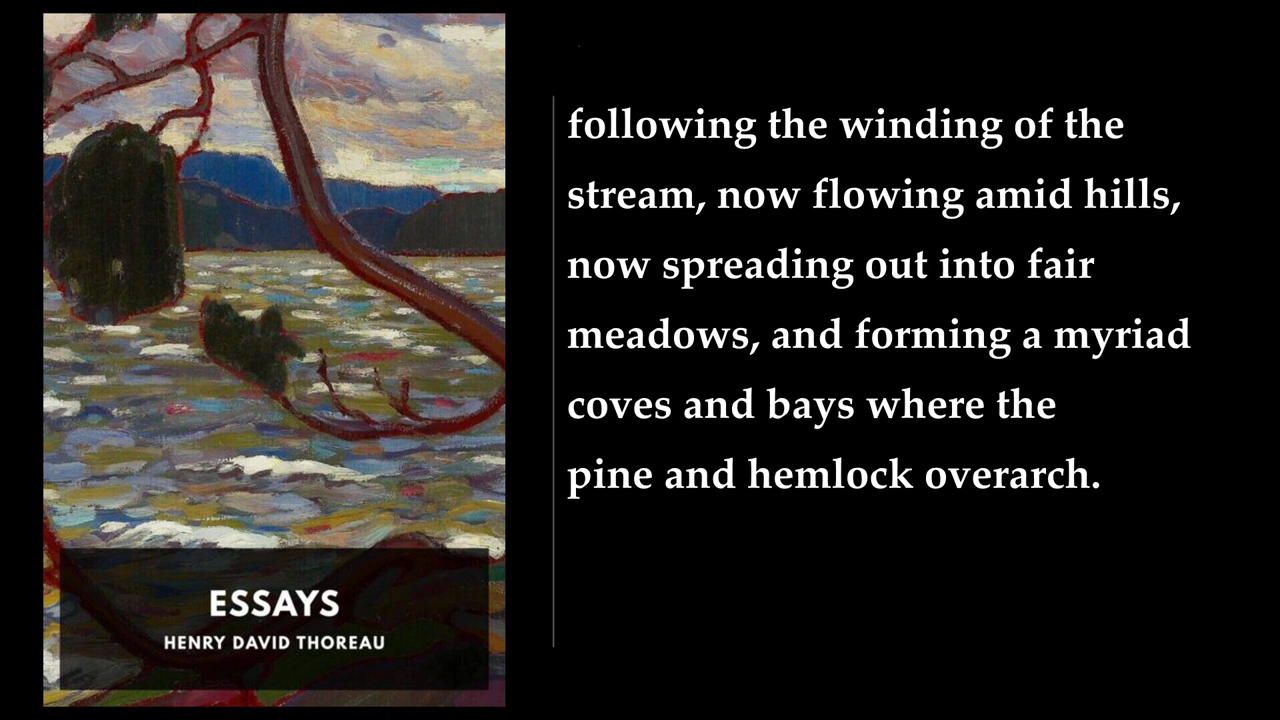 ESSAYS
HENRY DAVID THOREAU
following the winding of the
stream, now flowing amid hills,
now spreading out into fair
meadows, and forming a myriad
coves and bays where the
pine and hemlock overarch.